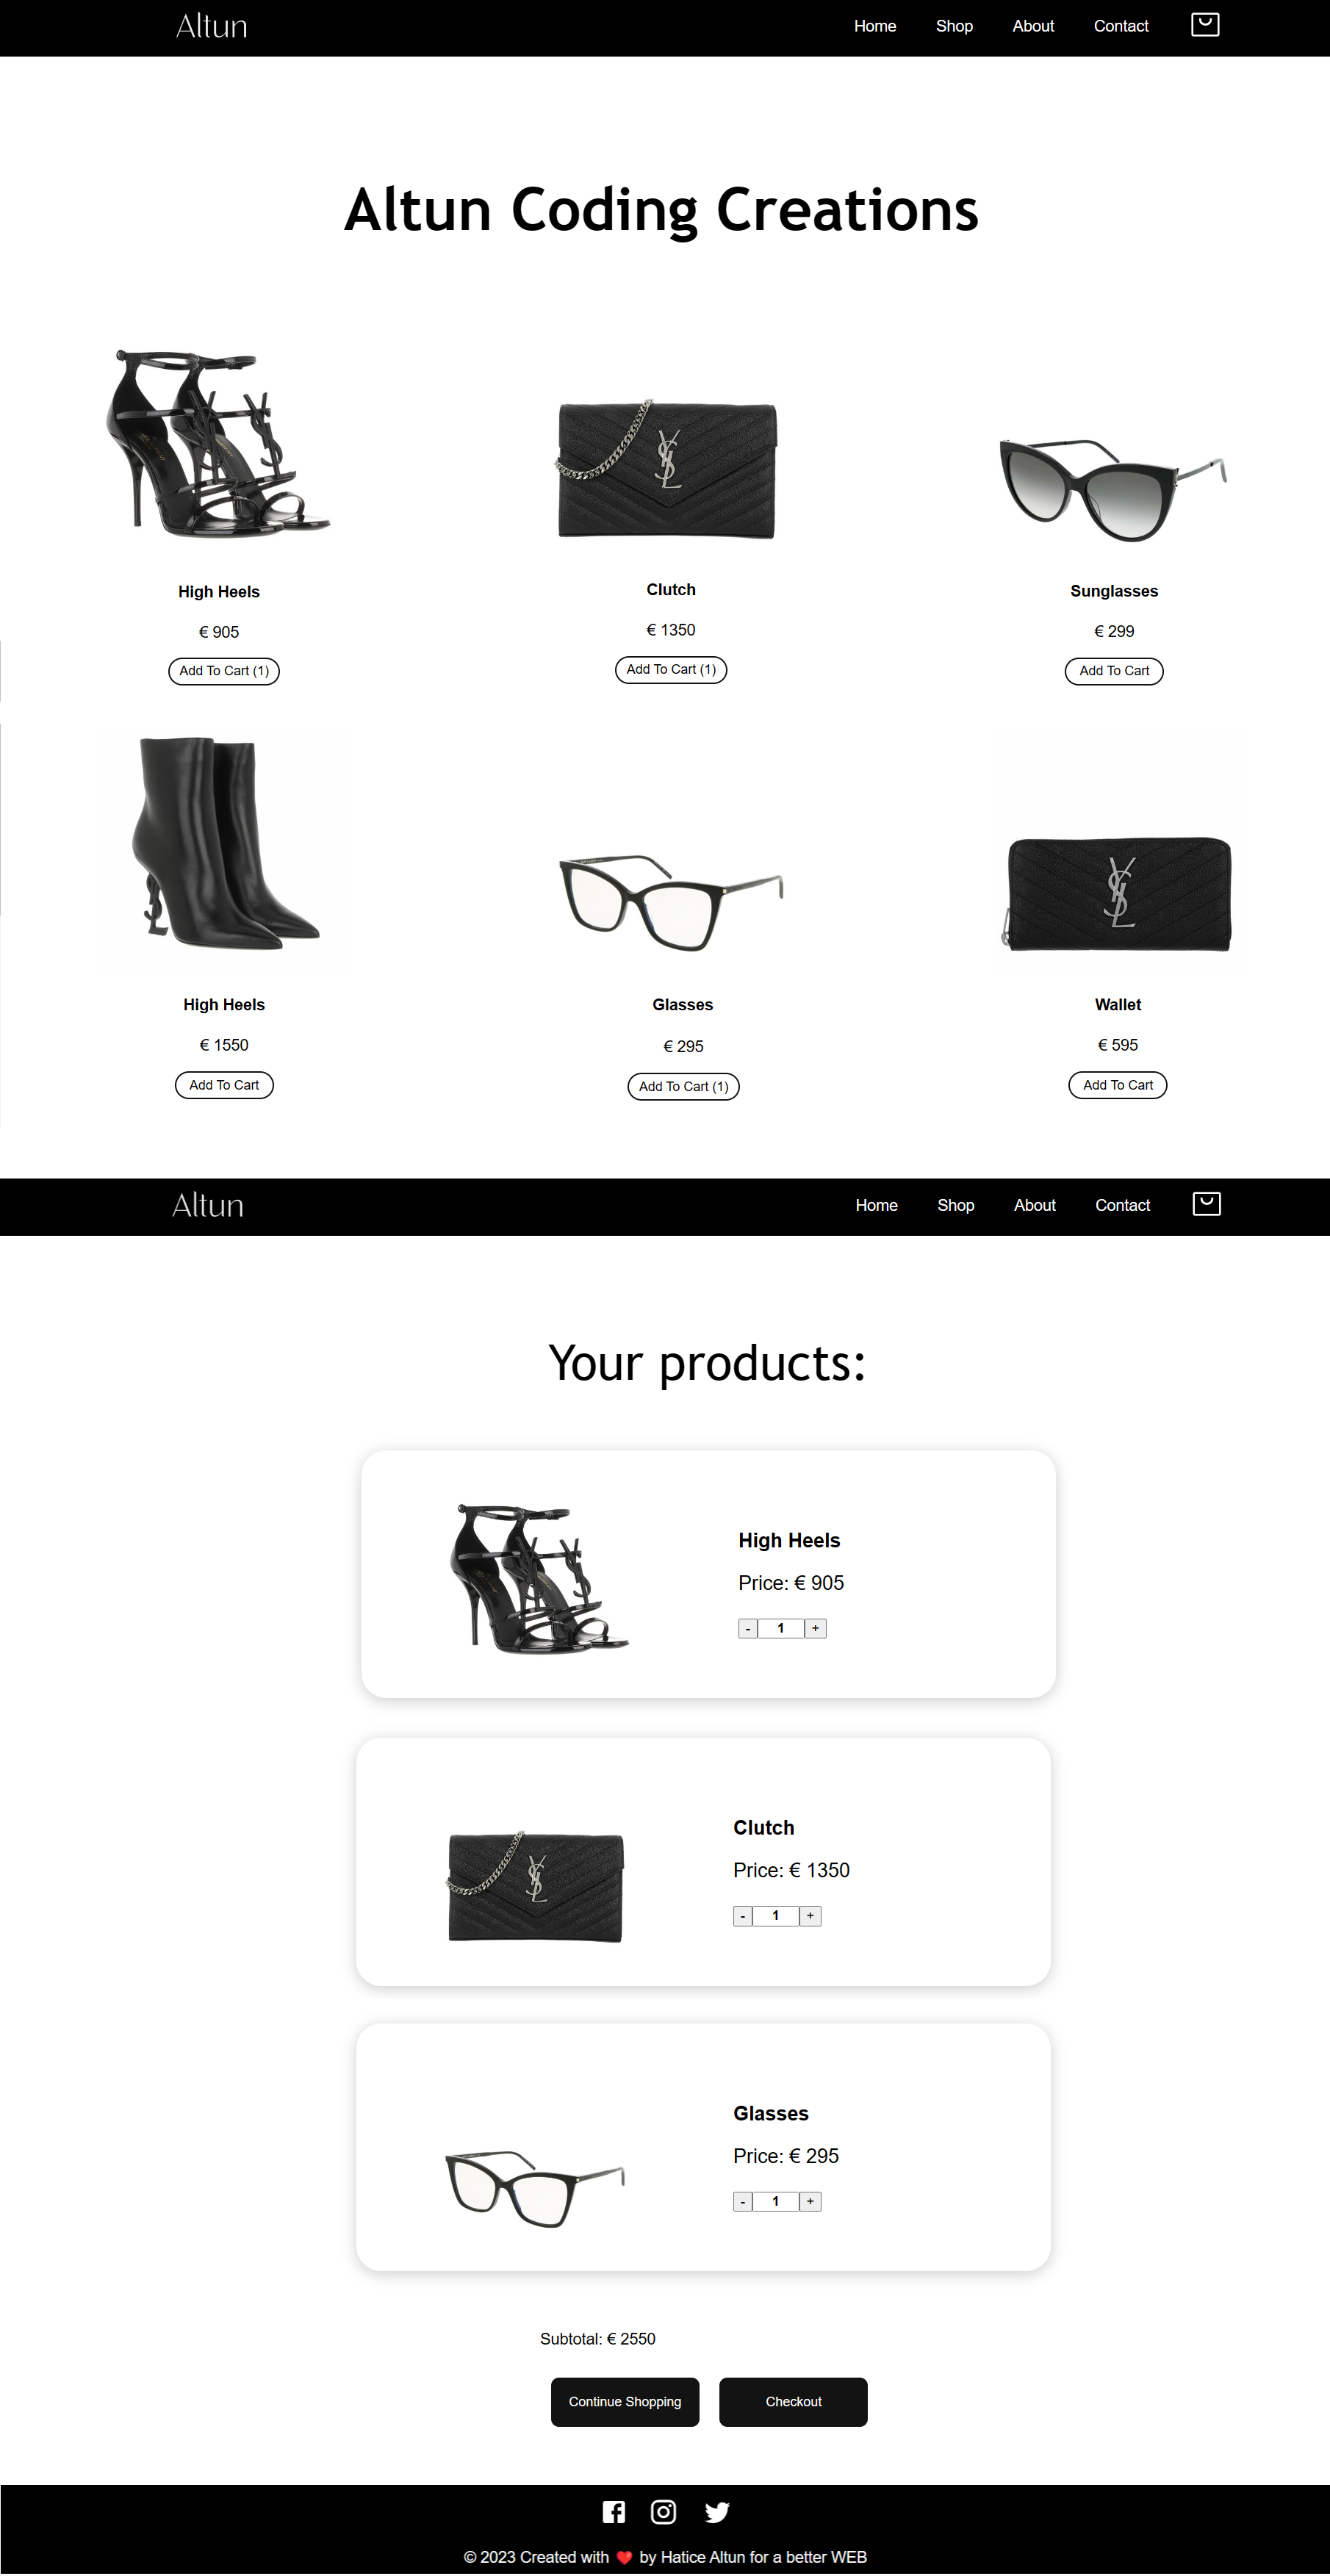 Altun
Home Shop About Contact
Altun Coding Creations
YSL
High Heels
€ 905
Add To Cart (1)
Clutch
€ 1350
Add To Cart (1)
Sunglasses
€ 299
Add To Cart
YSL
YSL
High Heels
€ 1550
Add To Cart
Glasses
€ 295
Add To Cart (1)
Wallet
€ 595
Add To Cart
Altun
Home Shop About Contact
Your products:
High Heels
Price: € 905
- 1 +
YSL
Clutch
Price: € 1350
- 1 +
Glasses
Price: € 295
- 1 +
Subtotal: € 2550
Continue Shopping
Checkout
© 2023 Created with ❤️ by Hatice Altun for a better WEB